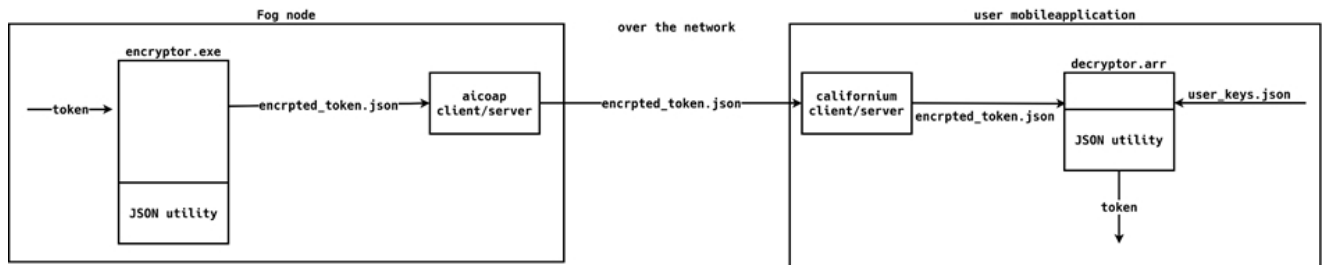 Fog node
over the network
user mobileapplication
encryptor.exe
token
JSON utility
encrpted_token.json
aicoap
client/server
encrpted_token.json
californium
client/server
encrpted_token.json
decryptor.arr
JSON utility
user_keys.json
token